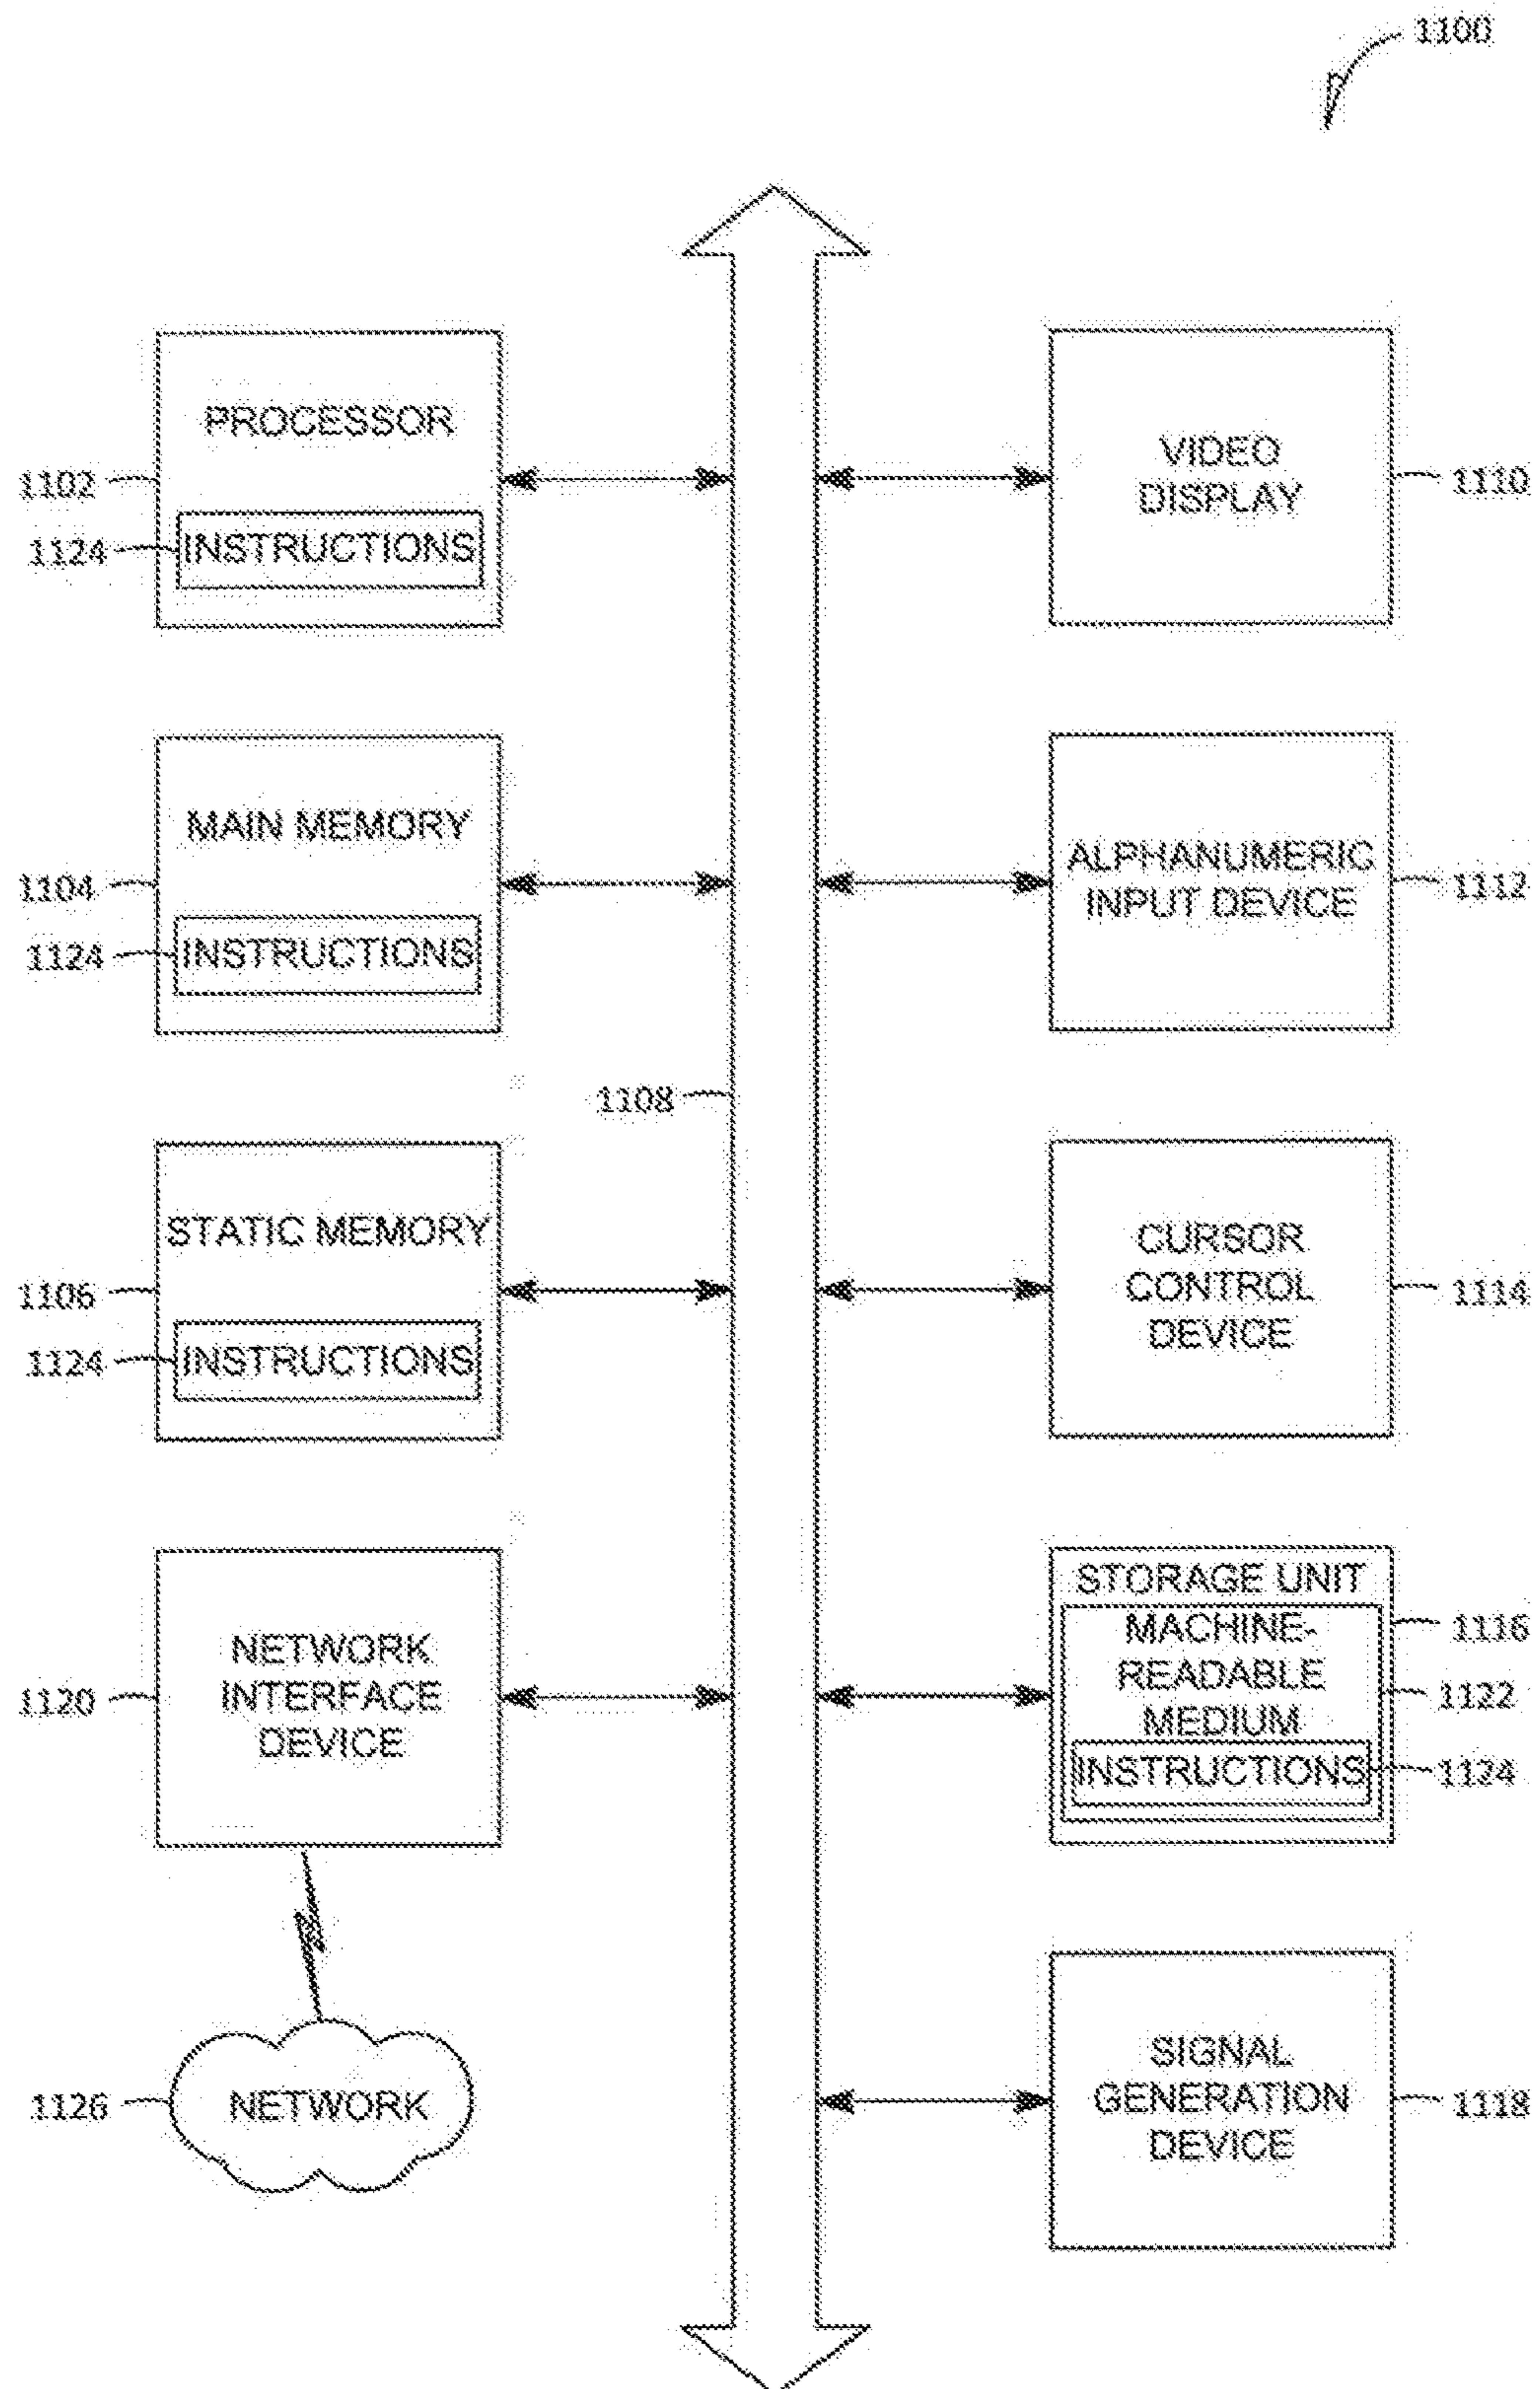 1100
PROCESSOR
1102
1124
INSTRUCTIONS
VIDEO
DISPLAY
1110
MAIN MEMORY
1104
1124
INSTRUCTIONS
ALPHANUMERIC
INPUT DEVICE
1112
1108
STATIC MEMORY
1106
1124
INSTRUCTIONS
CURSOR
CONTROL
DEVICE
1114
NETWORK
INTERFACE
DEVICE
1120
STORAGE UNIT
1116
MACHINE-
READABLE
MEDIUM
1122
INSTRUCTIONS
1124
NETWORK
1126
SIGNAL
GENERATION
DEVICE
1118